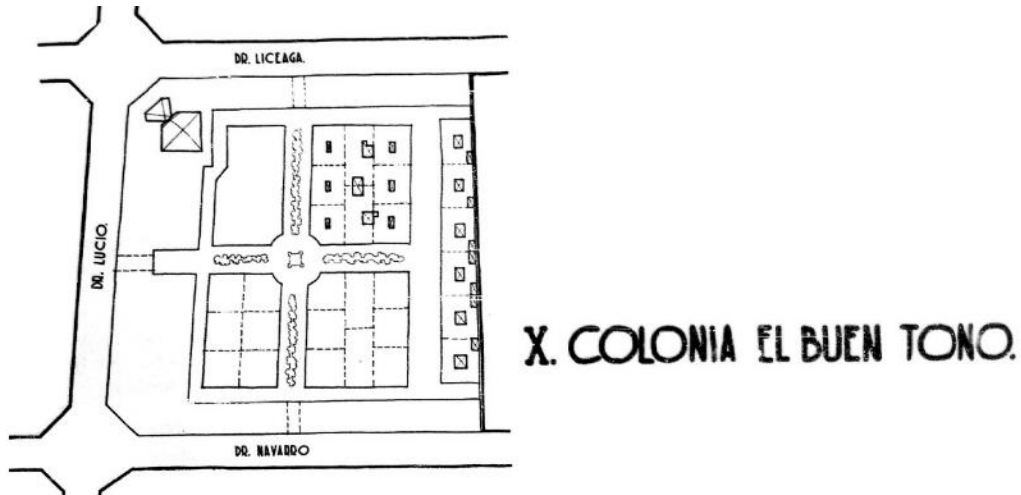 DR. LICEAGA.
DR. LUCIO.
X. COLONIA EL BUEN TONO.
DR. NAVARRO